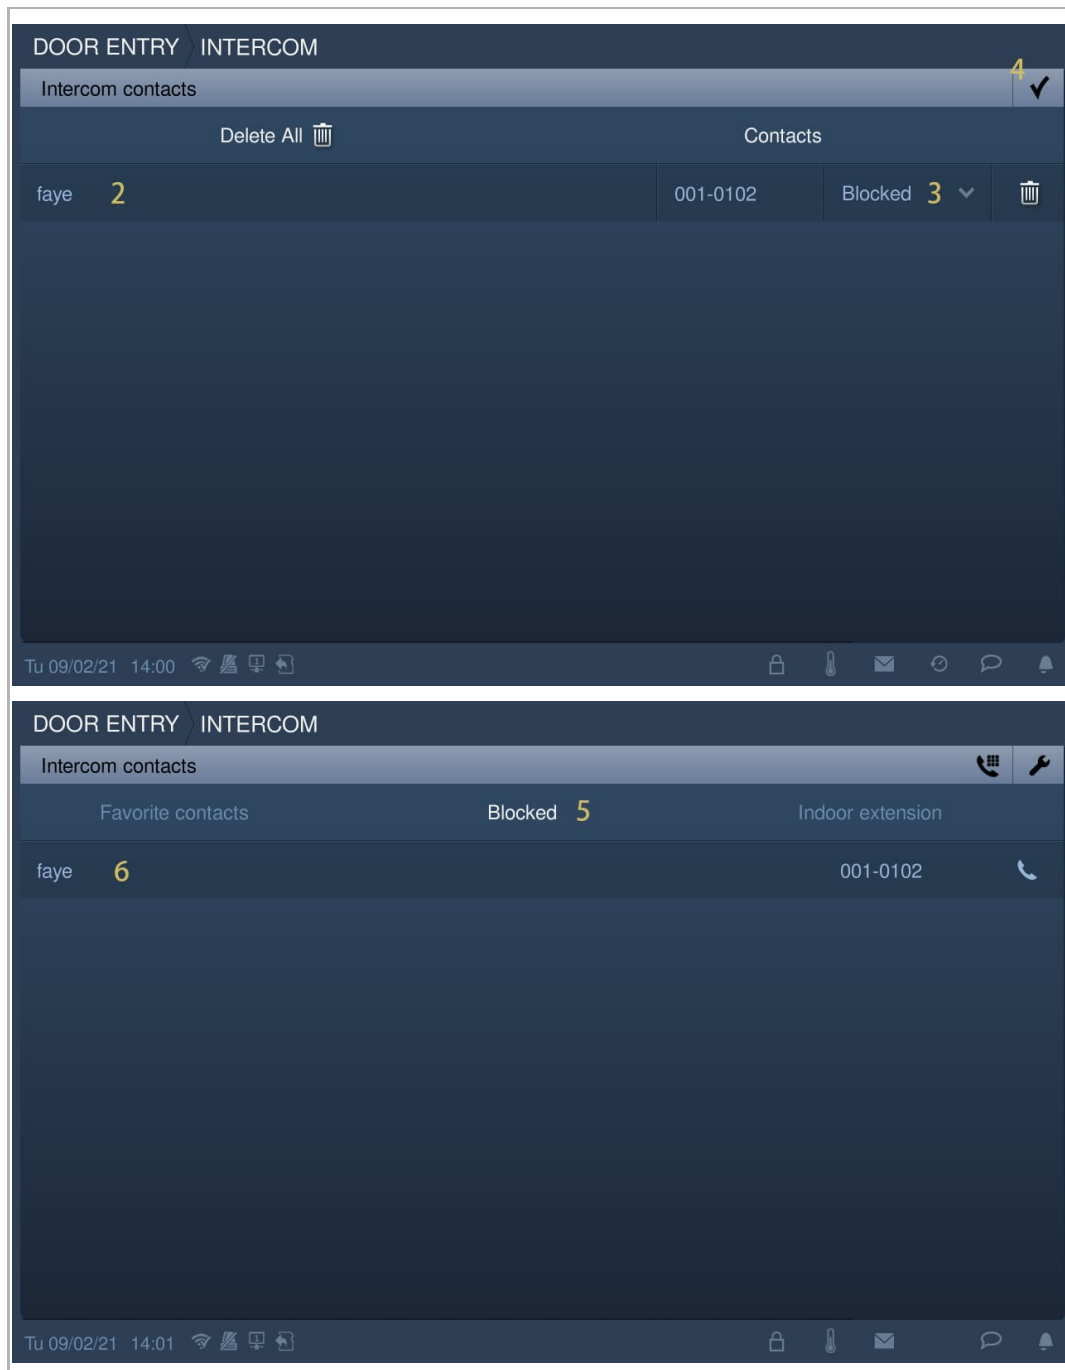 DOOR ENTRY INTERCOM
4
Intercom contacts
Delete All Contacts
faye 2 001-0102 Blocked 3
Tu 09/02/21 14:00
DOOR ENTRY INTERCOM
Intercom contacts
Favorite contacts Blocked 5 Indoor extension
faye 6 001-0102
Tu 09/02/21 14:01